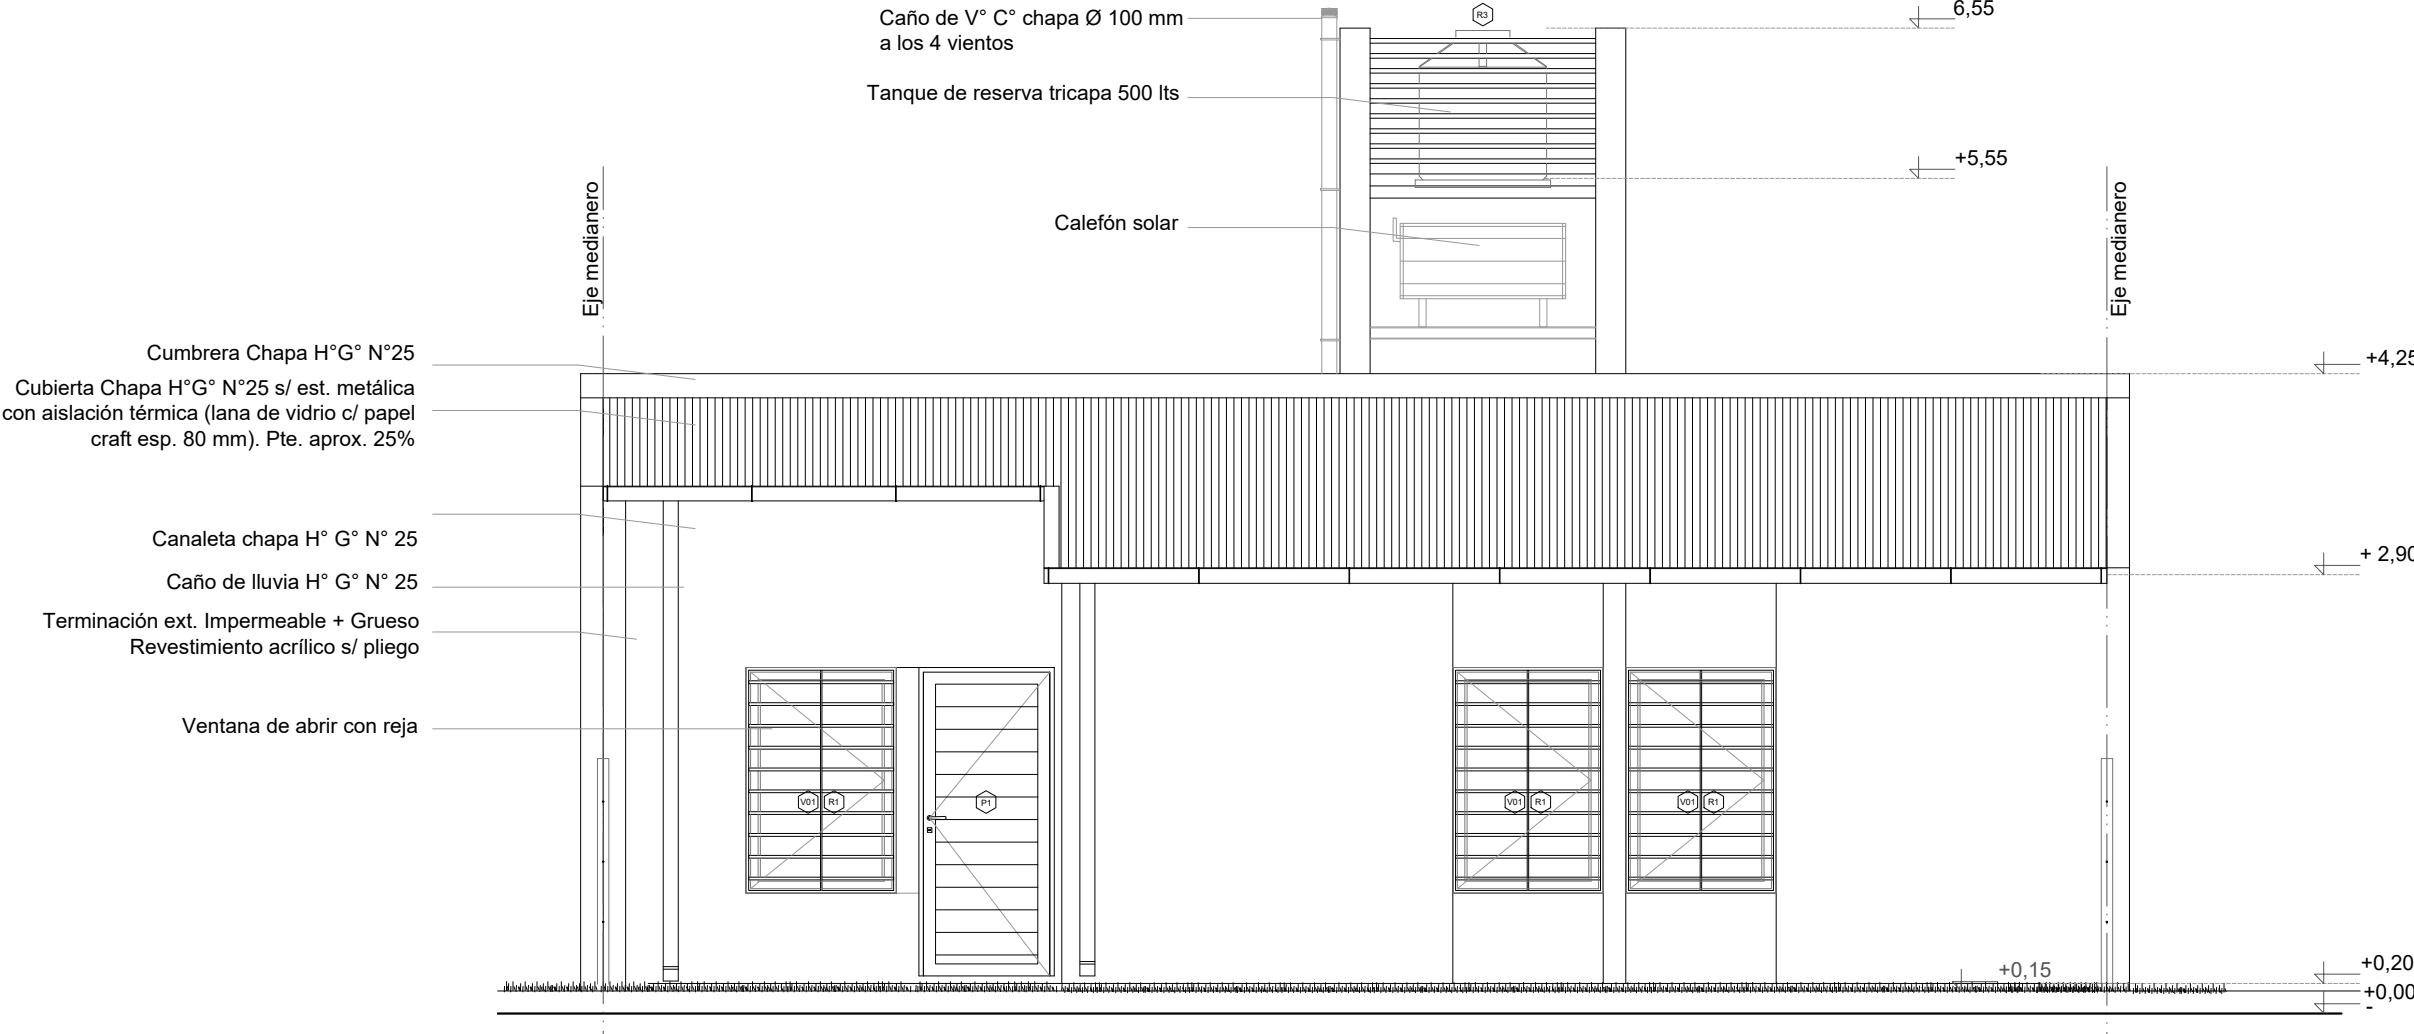 Caño de V° C° chapa Ø 100 mm
a los 4 vientos
R3
6,55
Tanque de reserva tricapa 500 lts
+5,55
Calefón solar
Eje medianero
Eje medianero
Cumbrera Chapa H°G° N°25
+4,25
Cubierta Chapa H°G° N°25 s/ est. metálica
con aislación térmica (lana de vidrio c/ papel
craft esp. 80 mm). Pte. aprox. 25%
Canaleta chapa H° G° N° 25
+ 2,90
Caño de lluvia H° G° N° 25
Terminación ext. Impermeable + Grueso
Revestimiento acrílico s/ pliego
Ventana de abrir con reja
V01 R1 P1 V01 R1 V01 R1
+0,15
+0,20
+0,00
-